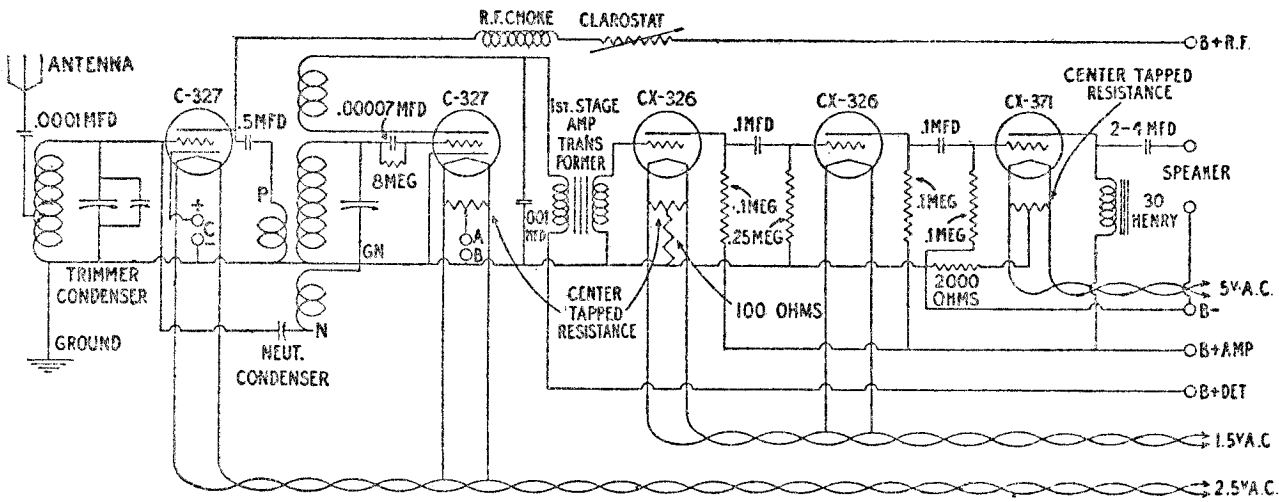 R.F. CHOKE
CLAROSTAT
B+R.F.
ANTENNA
CENTER TAPPED
RESISTANCE
C-327
.00007 MFD
C-327
1st. STAGE
AMP
TRANS
FORMER
CX-326
CX-326
CX-371
.0001MFD
.5MFD
.1MFD
.1MFD
2-4 MFD
8MEG
SPEAKER
P
+
C
-
.1MEG
.25MEG
.1MEG
.1MEG
30
HENRY
.001
MFD
A
B
GN
TRIMMER
CONDENSER
2000
OHMS
CENTER
TAPPED
RESISTANCE
100 OHMS
5V A.C.
B-
N
GROUND
NEUT.
CONDENSER
B+AMP
B+DET
1.5V A.C
2.5V A.C.